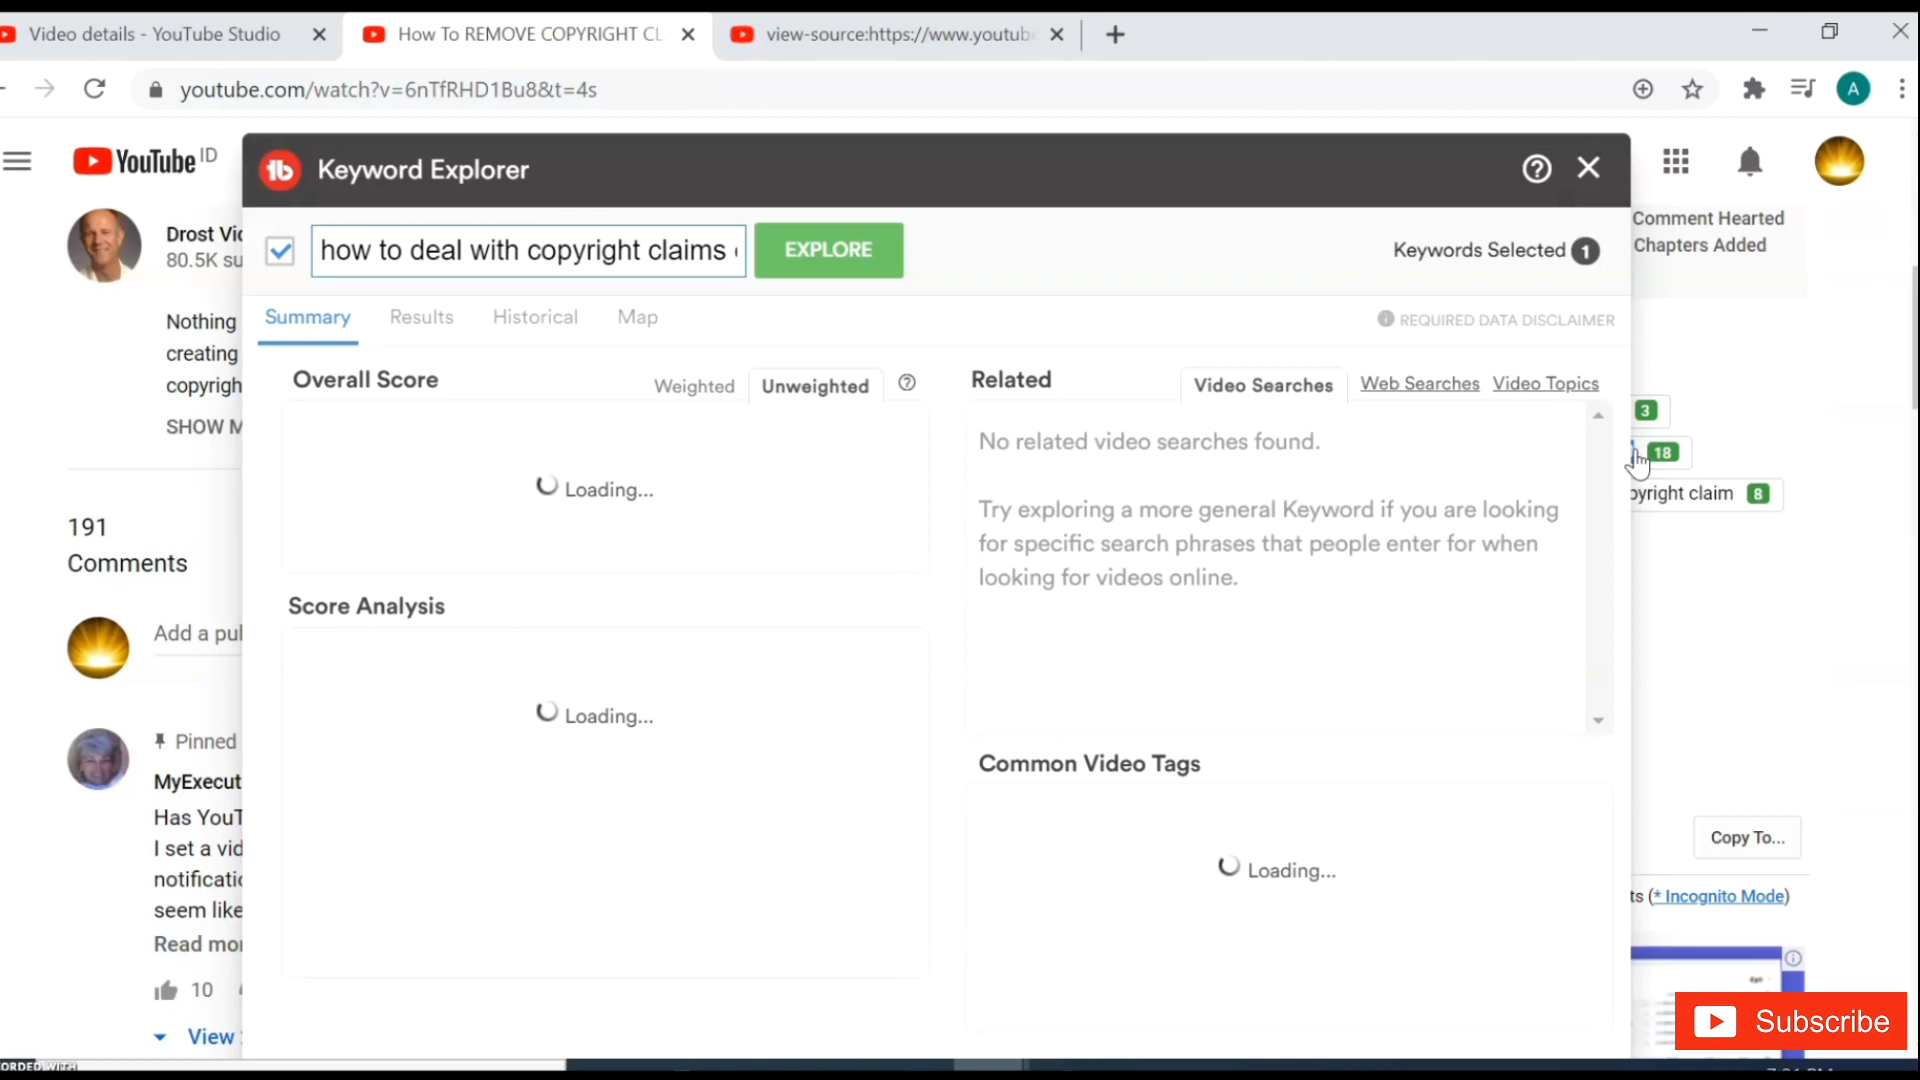 Video details - YouTube Studio
How To REMOVE COPYRIGHT CL
view-source:https://www.youtub
youtube.com/watch?v=6nTfRHD1Bu8&t=4s
A
YouTube ID
Keyword Explorer
how to deal with copyright claims
EXPLORE
Keywords Selected 1
Comment Hearted
Chapters Added
Drost Vi
80.5K su
Summary
Results
Historical
Map
REQUIRED DATA DISCLAIMER
Nothing
creating
copyrigh
SHOW M
Overall Score
Weighted
Unweighted
Related
Video Searches
Web Searches
Video Topics
3
No related video searches found.
18
Loading...
Try exploring a more general Keyword if you are looking
for specific search phrases that people enter for when
looking for videos online.
pyright claim 8
191
Comments
Score Analysis
Add a pu
Loading...
Pinned
MyExecut
Has YouT
I set a vid
notificatio
seem like
Read mor
10
View
Common Video Tags
Loading...
Copy To...
ts (* Incognito Mode)
Subscribe
ORDED WITH